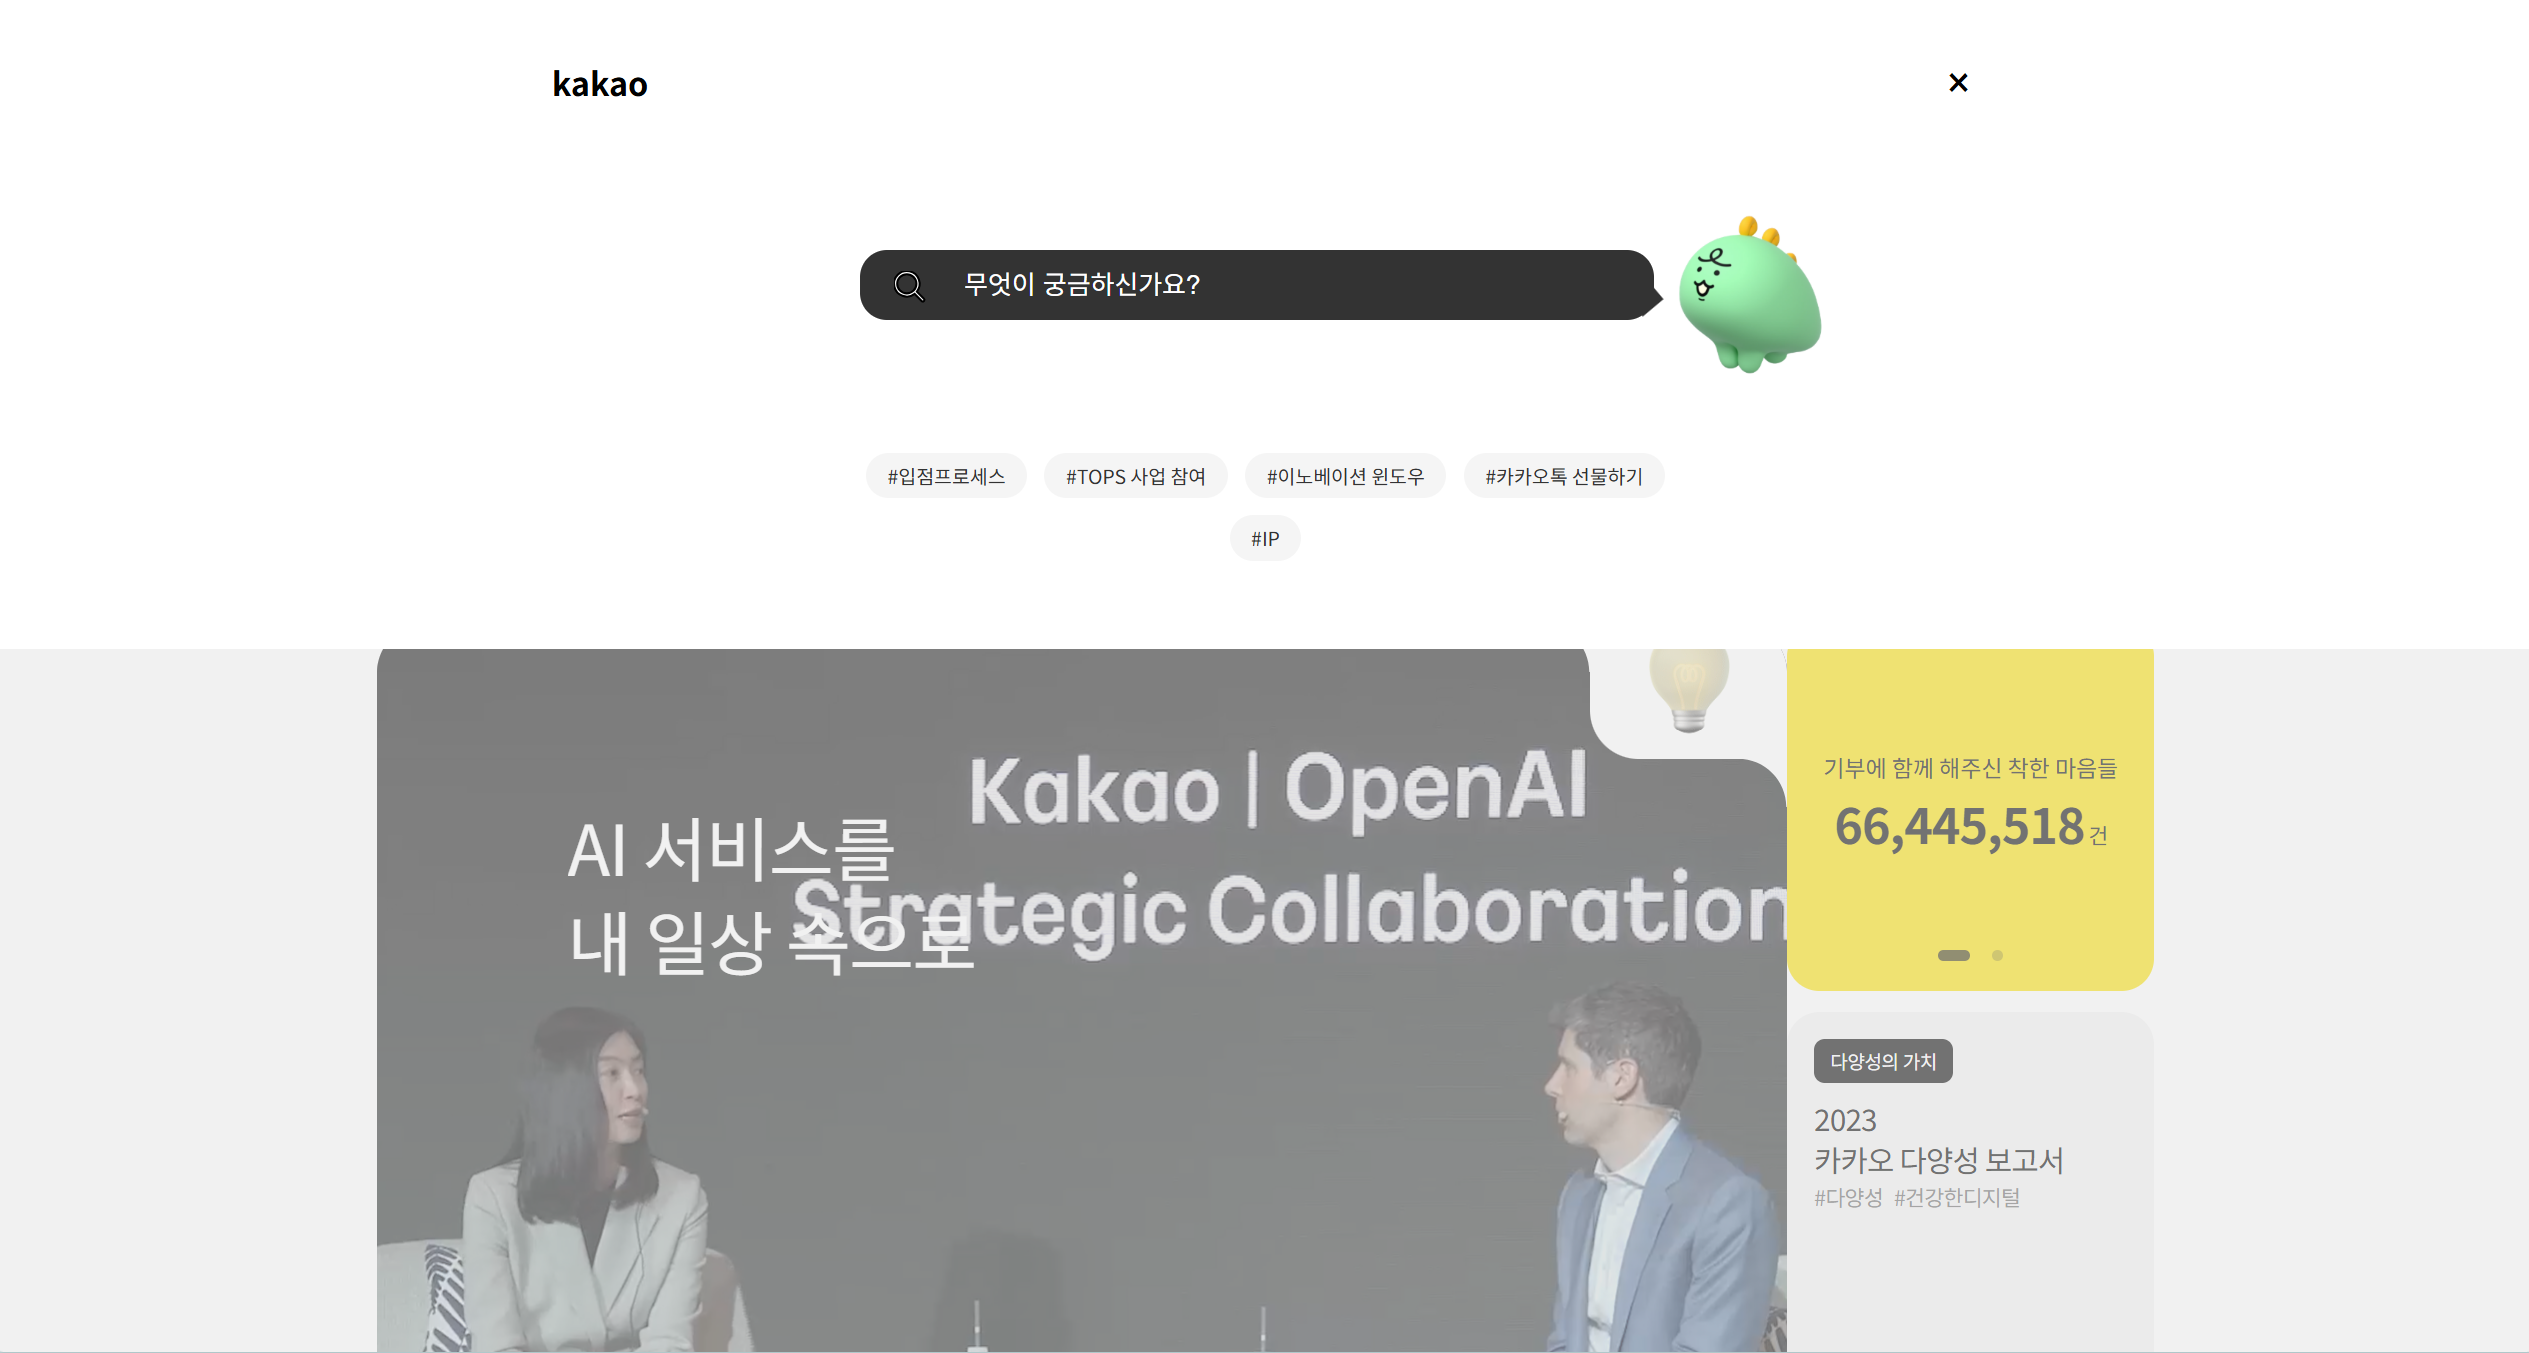 kakao
×
무엇이 궁금하신가요?
#입점프로세스 #TOPS 사업 참여 #이노베이션 윈도우 #카카오톡 선물하기
#IP
Kakao | OpenAI
Strategic Collaboration
AI 서비스를
내 일상 속으로
기부에 함께 해주신 착한 마음들
66,445,518 건
다양성의 가치
2023
카카오 다양성 보고서
#다양성 #건강한디지털